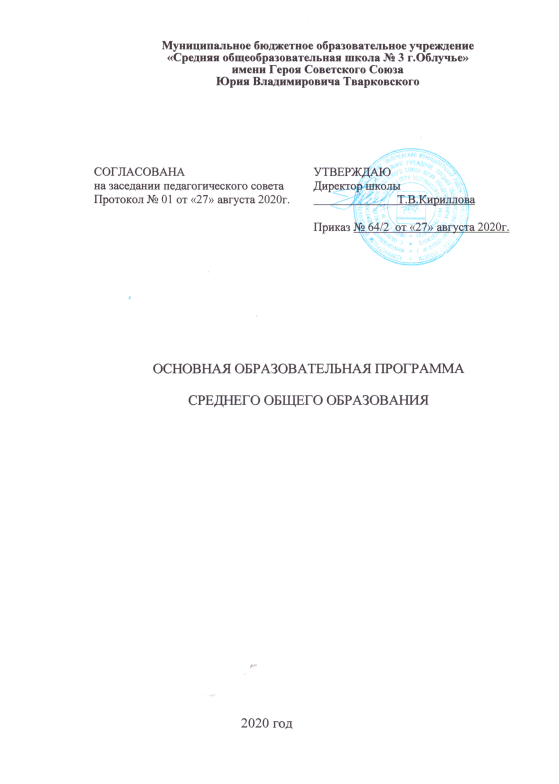 Муниципальное бюджетное образовательное учреждение
«Средняя общеобразовательная школа № 3 г.Облучье»
имени Героя Советского Союза
Юрия Владимировича Тварковского
СОГЛАСОВАНА
на заседании педагогического совета
Протокол № 01 от «27» августа 2020г.
УТВЕРЖДАЮ
Директор школы
Т.В.Кириллова
Приказ № 64/2 от «27» августа 2020г.
ОСНОВНАЯ ОБРАЗОВАТЕЛЬНАЯ ПРОГРАММА
СРЕДНЕГО ОБЩЕГО ОБРАЗОВАНИЯ
2020 год